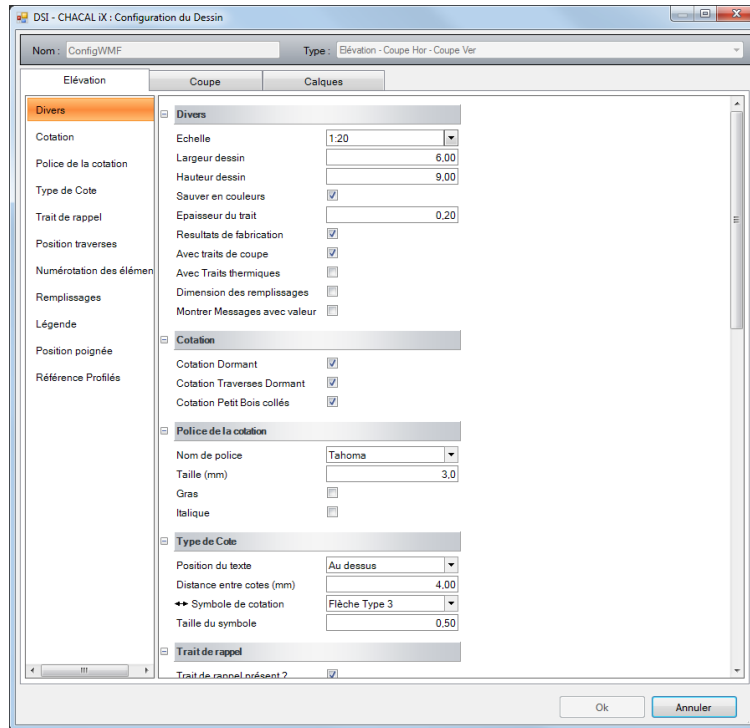 DSI - CHACAL iX : Configuration du Dessin
Nom : ConfigWMF Type : Elévation - Coupe Hor - Coupe Ver
Elévation Coupe Calques
Divers
Cotation
Police de la cotation
Type de Cote
Trait de rappel
Position traverses
Numérotation des élémen
Remplissages
Légende
Position poignée
Référence Profilés
Divers
Echelle 1:20
Largeur dessin 6,00
Hauteur dessin 9,00
Sauver en couleurs
Epaisseur du trait 0,20
Resultats de fabrication
Avec traits de coupe
Avec Traits thermiques
Dimension des remplissages
Montrer Messages avec valeur
Cotation
Cotation Dormant
Cotation Traverses Dormant
Cotation Petit Bois collés
Police de la cotation
Nom de police Tahoma
Taille (mm) 3,0
Gras
Italique
Type de Cote
Position du texte Au dessus
Distance entre cotes (mm) 4,00
Symbole de cotation Flèche Type 3
Taille du symbole 0,50
Trait de rappel
Trait de rappel présent ?
Ok Annuler